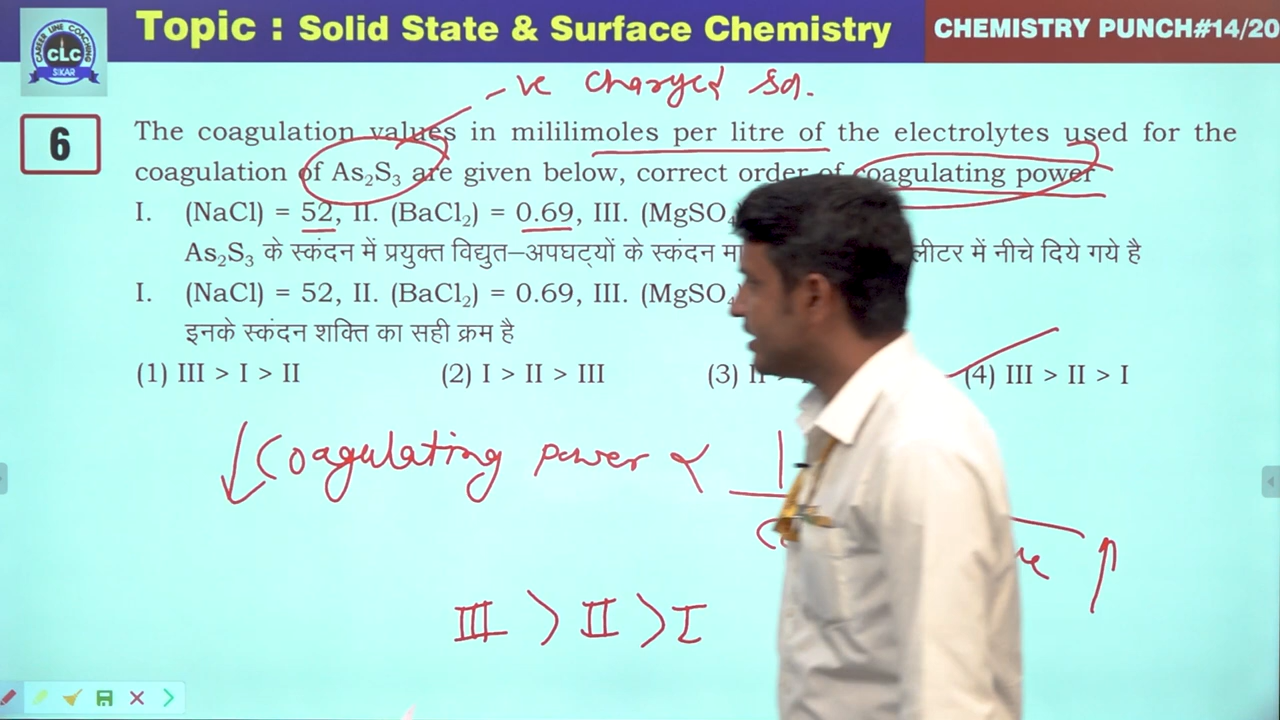 Topic : Solid State & Surface Chemistry
CHEMISTRY PUNCH#14/20
CAREER LINE COACHING
CLC
SIKAR
-ve charged sol.
6
The coagulation values in mililimoles per litre of the electrolytes used for the
coagulation of As₂S₃ are given below, correct order of coagulating power
I. (NaCl) = 52, II. (BaCl₂) = 0.69, III. (MgSO₄
As₂S₃ के स्कंदन में प्रयुक्त विद्युत–अपघट्यों के स्कंदन लीटर में नीचे दिये गये है
I. (NaCl) = 52, II. (BaCl₂) = 0.69, III. (MgSO₄
इनके स्कंदन शक्ति का सही क्रम है
(1) III > I > II (2) I > II > III (3) II > (4) III > II > I
Coagulating power ∝ 1
III > II > I